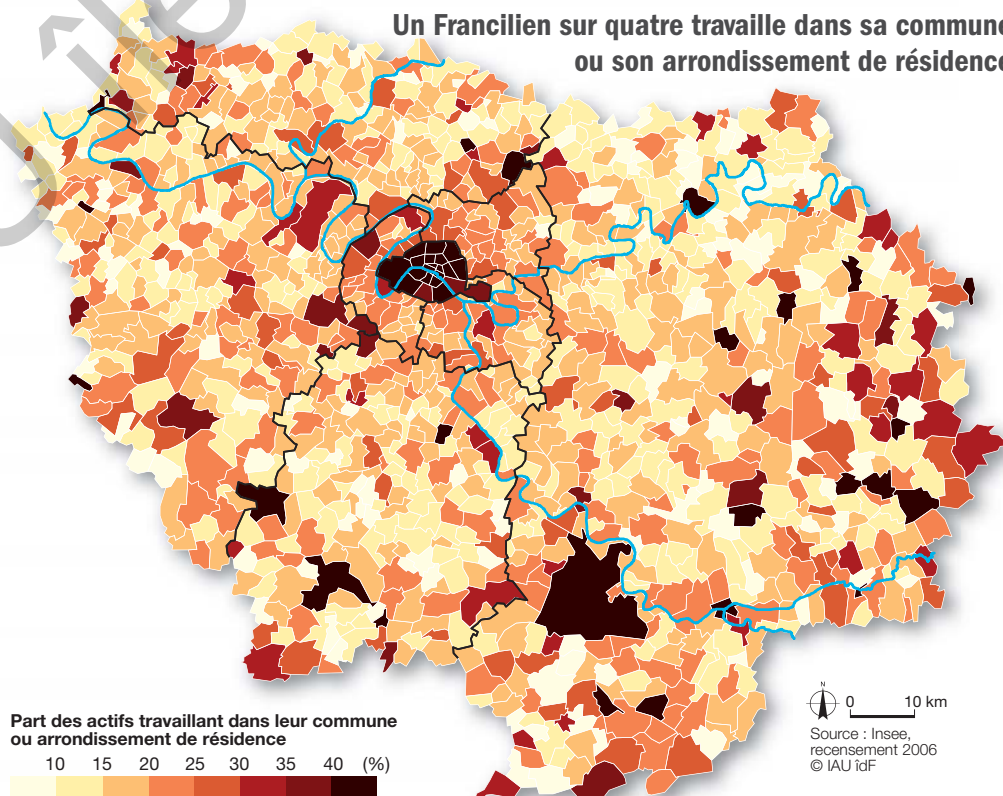 Un Francilien sur quatre travaille dans sa commune
ou son arrondissement de résidence
Part des actifs travaillant dans leur commune
ou arrondissement de résidence
10 15 20 25 30 35 40 (%)
N
0 10 km
Source : Insee,
recensement 2006
© IAU îdF